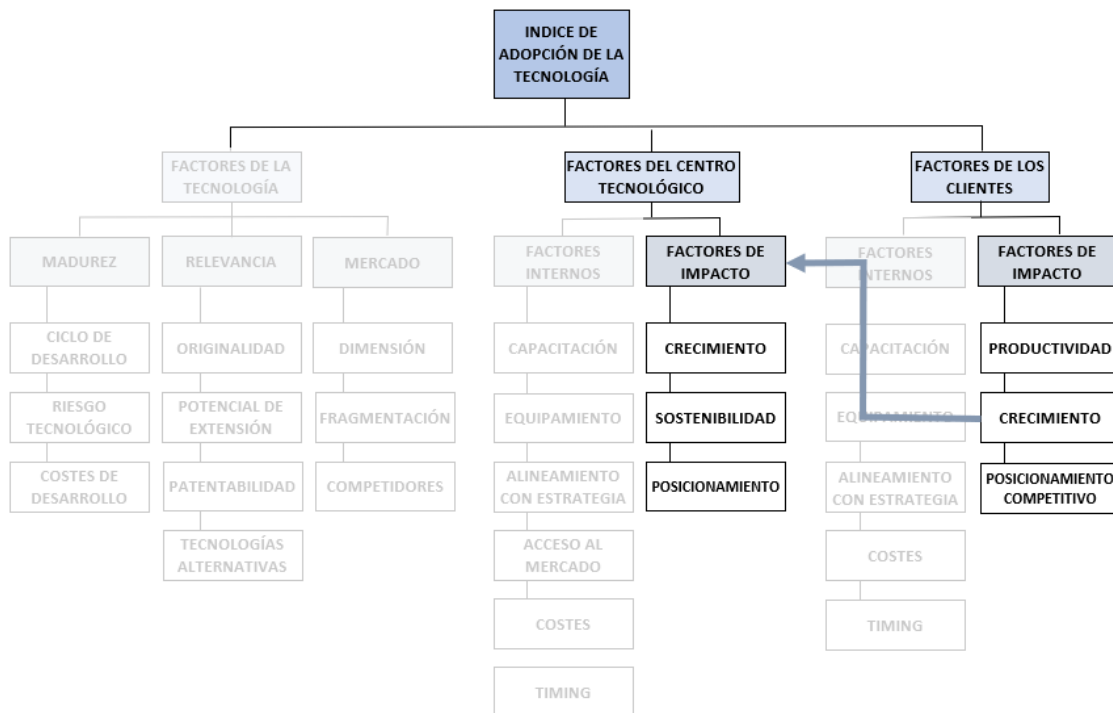 INDICE DE
ADOPCIÓN DE LA
TECNOLOGÍA
FACTORES DE LA
TECNOLOGÍA
FACTORES DEL CENTRO
TECNOLÓGICO
FACTORES DE LOS
CLIENTES
MADUREZ
RELEVANCIA
MERCADO
FACTORES
INTERNOS
FACTORES DE
IMPACTO
FACTORES
INTERNOS
FACTORES DE
IMPACTO
CICLO DE
DESARROLLO
ORIGINALIDAD
DIMENSIÓN
CAPACITACIÓN
CRECIMIENTO
CAPACITACIÓN
PRODUCTIVIDAD
RIESGO
TECNOLÓGICO
POTENCIAL DE
EXTENSIÓN
FRAGMENTACIÓN
EQUIPAMIENTO
SOSTENIBILIDAD
EQUIPAMIENTO
CRECIMIENTO
COSTES DE
DESARROLLO
PATENTABILIDAD
COMPETIDORES
ALINEAMIENTO
CON ESTRATEGIA
POSICIONAMIENTO
ALINEAMIENTO
CON ESTRATEGIA
POSICIONAMIENTO
COMPETITIVO
TECNOLOGÍAS
ALTERNATIVAS
ACCESO AL
MERCADO
COSTES
COSTES
TIMING
TIMING